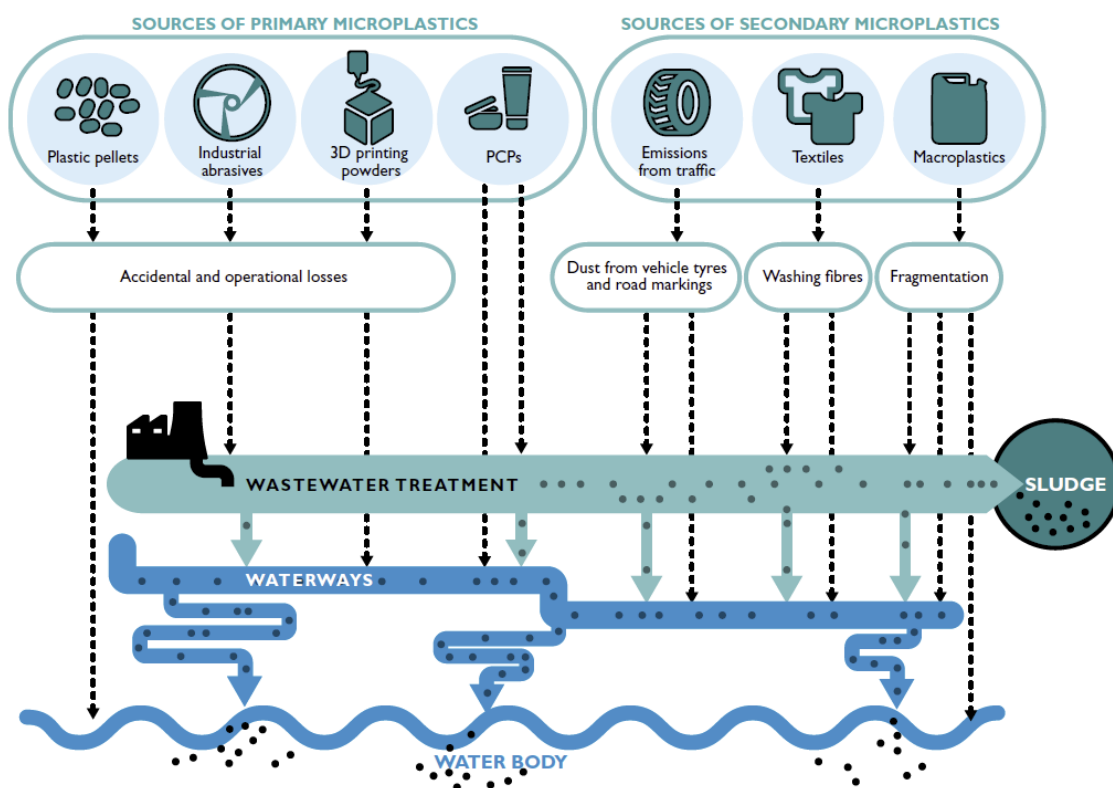 SOURCES OF PRIMARY MICROPLASTICS
SOURCES OF SECONDARY MICROPLASTICS
Plastic pellets
Industrial
abrasives
3D printing
powders
PCPs
Emissions
from traffic
Textiles
Macroplastics
Accidental and operational losses
Dust from vehicle tyres
and road markings
Washing fibres
Fragmentation
WASTEWATER TREATMENT
SLUDGE
WATERWAYS
WATER BODY